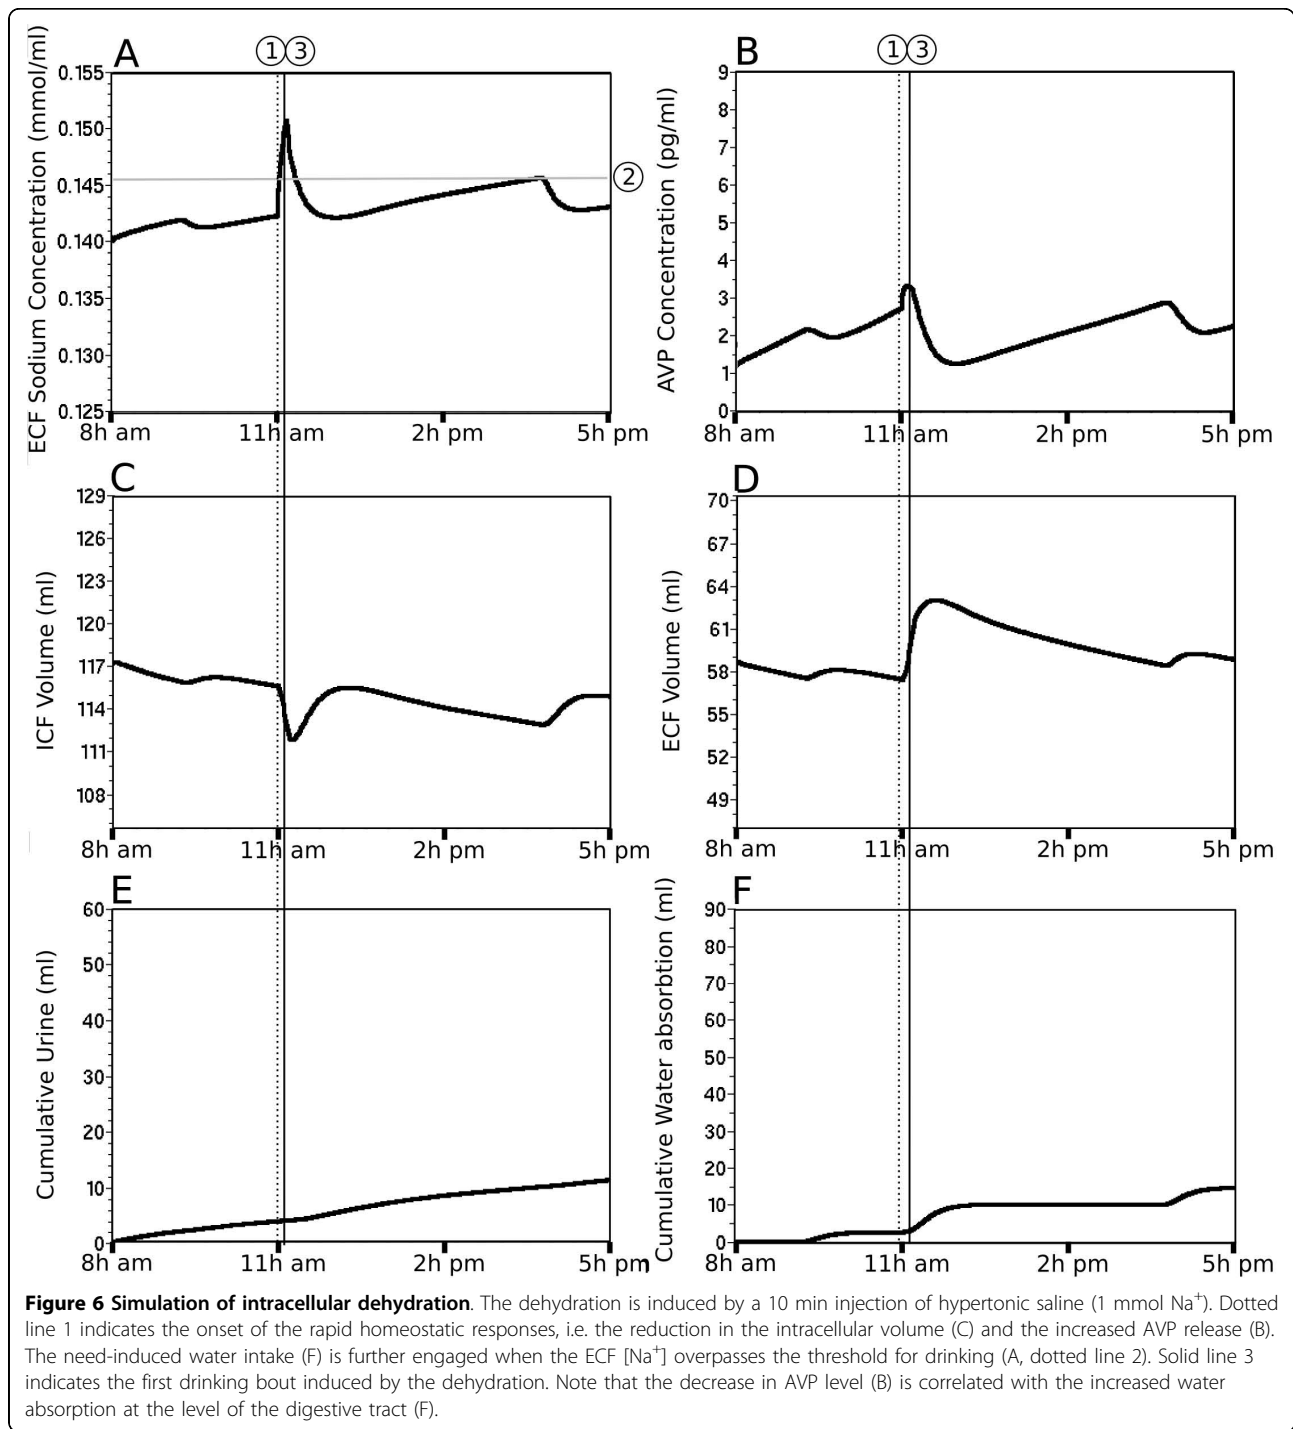 A
① ③
ECF Sodium Concentration (mmol/ml)
0.155
0.150
0.145
0.140
0.135
0.130
0.125
②
8h am 11h am 2h pm 5h pm
B
① ③
AVP Concentration (pg/ml)
9
8
7
6
5
4
3
2
1
0
8h am 11h am 2h pm 5h pm
C
ICF Volume (ml)
129
126
123
120
117
114
111
108
8h am 11h am 2h pm 5h pm
D
ECF Volume (ml)
70
67
64
61
58
55
52
49
8h am 11h am 2h pm 5h pm
E
Cumulative Urine (ml)
60
50
40
30
20
10
0
8h am 11h am 2h pm 5h pm
F
Cumulative Water absorbtion (ml)
90
80
70
60
50
40
30
20
10
0
8h am 11h am 2h pm 5h pm
Figure 6 Simulation of intracellular dehydration. The dehydration is induced by a 10 min injection of hypertonic saline (1 mmol Na⁺). Dotted
line 1 indicates the onset of the rapid homeostatic responses, i.e. the reduction in the intracellular volume (C) and the increased AVP release (B).
The need-induced water intake (F) is further engaged when the ECF [Na⁺] overpasses the threshold for drinking (A, dotted line 2). Solid line 3
indicates the first drinking bout induced by the dehydration. Note that the decrease in AVP level (B) is correlated with the increased water
absorption at the level of the digestive tract (F).